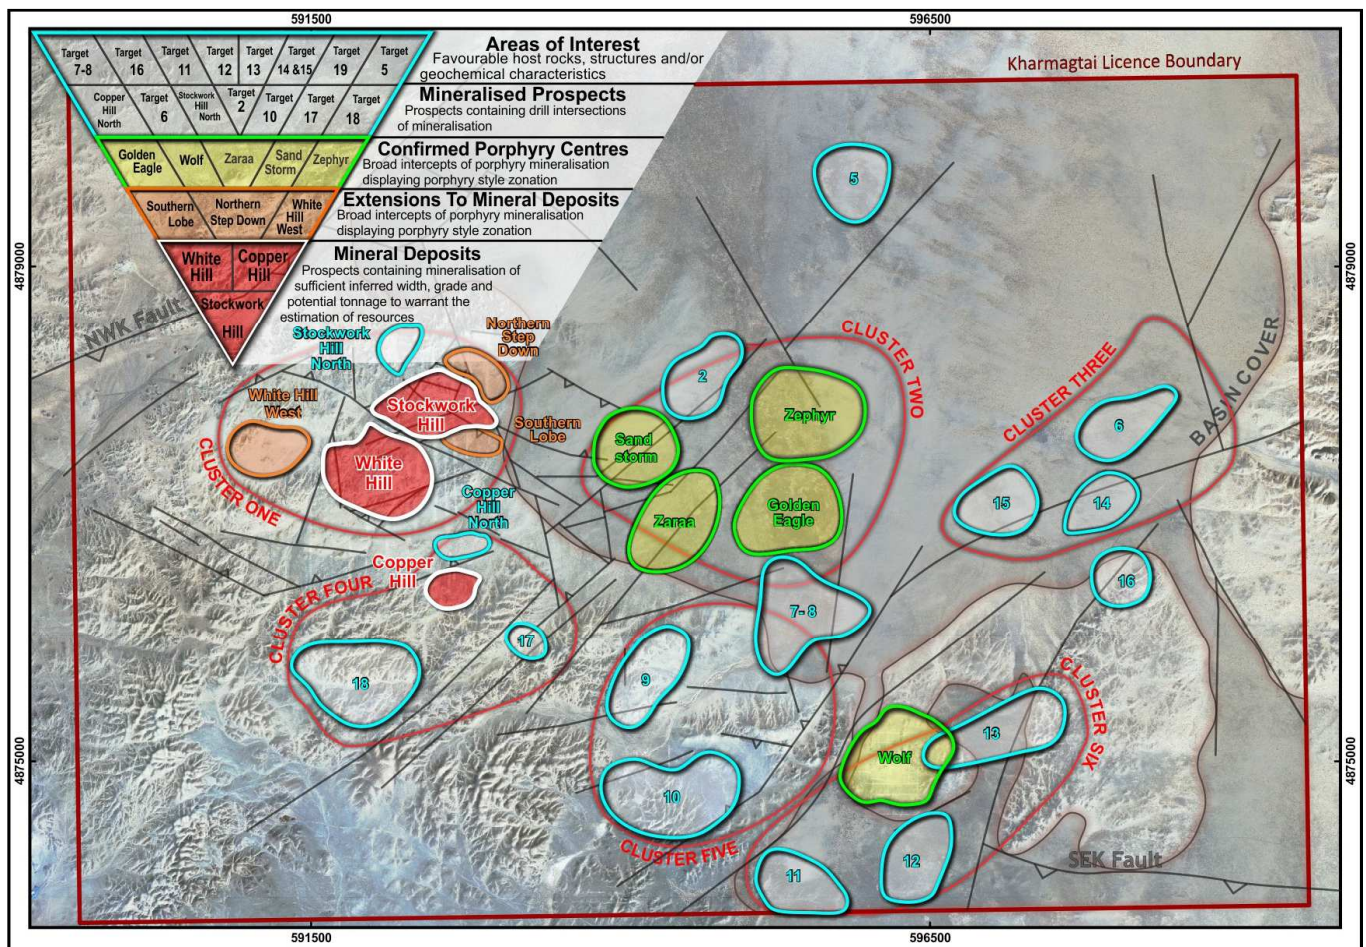 591500
596500
Target 7-8
Target 16
Target 11
Target 12
Target 13
Target 14 &15
Target 19
Target 5
Areas of Interest
Favourable host rocks, structures and/or
geochemical characteristics
Kharmagtai Licence Boundary
Copper Hill North
Target 6
Stockwork Hill North
Target 2
Target 10
Target 17
Target 18
Mineralised Prospects
Prospects containing drill intersections
of mineralisation
Golden Eagle
Wolf
Zaraa
Sand Storm
Zephyr
Confirmed Porphyry Centres
Broad intercepts of porphyry mineralisation
displaying porphyry style zonation
Southern Lobe
Northern Step Down
White Hill West
Extensions To Mineral Deposits
Broad intercepts of porphyry mineralisation
displaying porphyry style zonation
White Hill
Copper Hill
Stockwork Hill
Mineral Deposits
Prospects containing mineralisation of
sufficient inferred width, grade and
potential tonnage to warrant the
estimation of resources
4879000
4879000
NWK Fault
Stockwork
Hill
North
Northern
Step
Down
5
CLUSTER TWO
CLUSTER THREE
BASIN COVER
2
White Hill
West
Stockwork
Hill
Southern
Lobe
Zephyr
6
Sand
storm
CLUSTER ONE
White
Hill
Copper
Hill
North
Zaraa
Golden
Eagle
15
14
Copper
Hill
CLUSTER FOUR
16
7- 8
17
18
9
CLUSTER SIX
13
Wolf
4875000
4875000
10
CLUSTER FIVE
11
12
SEK Fault
591500
596500